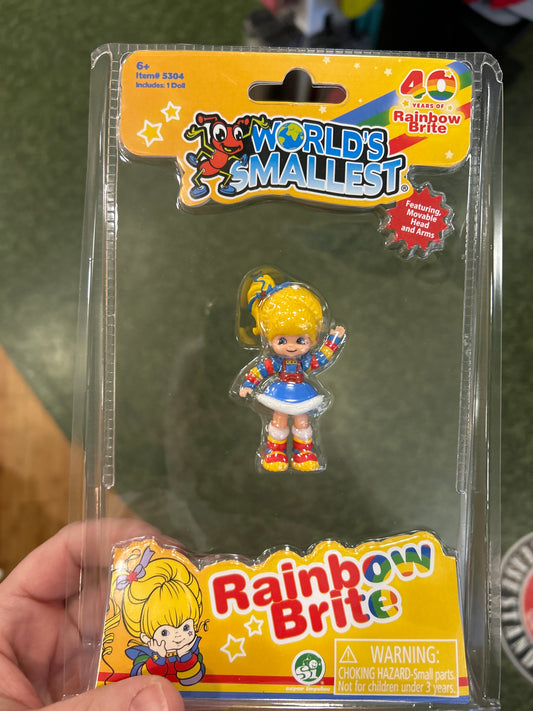 6+
Item# 5304
Includes: 1 Doll
40
YEARS OF
Rainbow
Brite
WORLD'S
SMALLEST®
Featuring,
Movable
Head
and Arms
Rainbow
Brite
Si
WARNING:
CHOKING HAZARD-Small parts.
Not for children under 3 years.